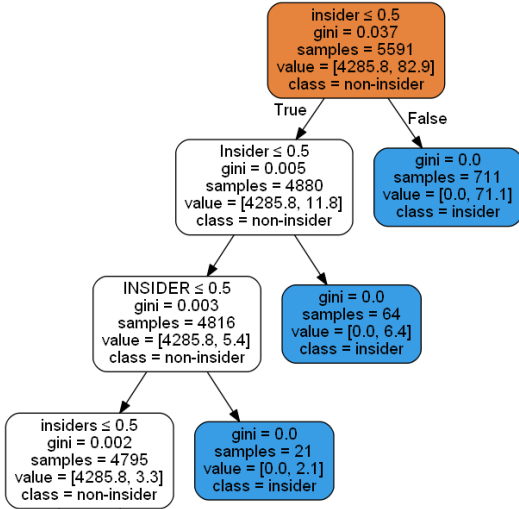 insider ≤ 0.5
gini = 0.037
samples = 5591
value = [4285.8, 82.9]
class = non-insider
True
False
Insider ≤ 0.5
gini = 0.005
samples = 4880
value = [4285.8, 11.8]
class = non-insider
gini = 0.0
samples = 711
value = [0.0, 71.1]
class = insider
INSIDER ≤ 0.5
gini = 0.003
samples = 4816
value = [4285.8, 5.4]
class = non-insider
gini = 0.0
samples = 64
value = [0.0, 6.4]
class = insider
insiders ≤ 0.5
gini = 0.002
samples = 4795
value = [4285.8, 3.3]
class = non-insider
gini = 0.0
samples = 21
value = [0.0, 2.1]
class = insider